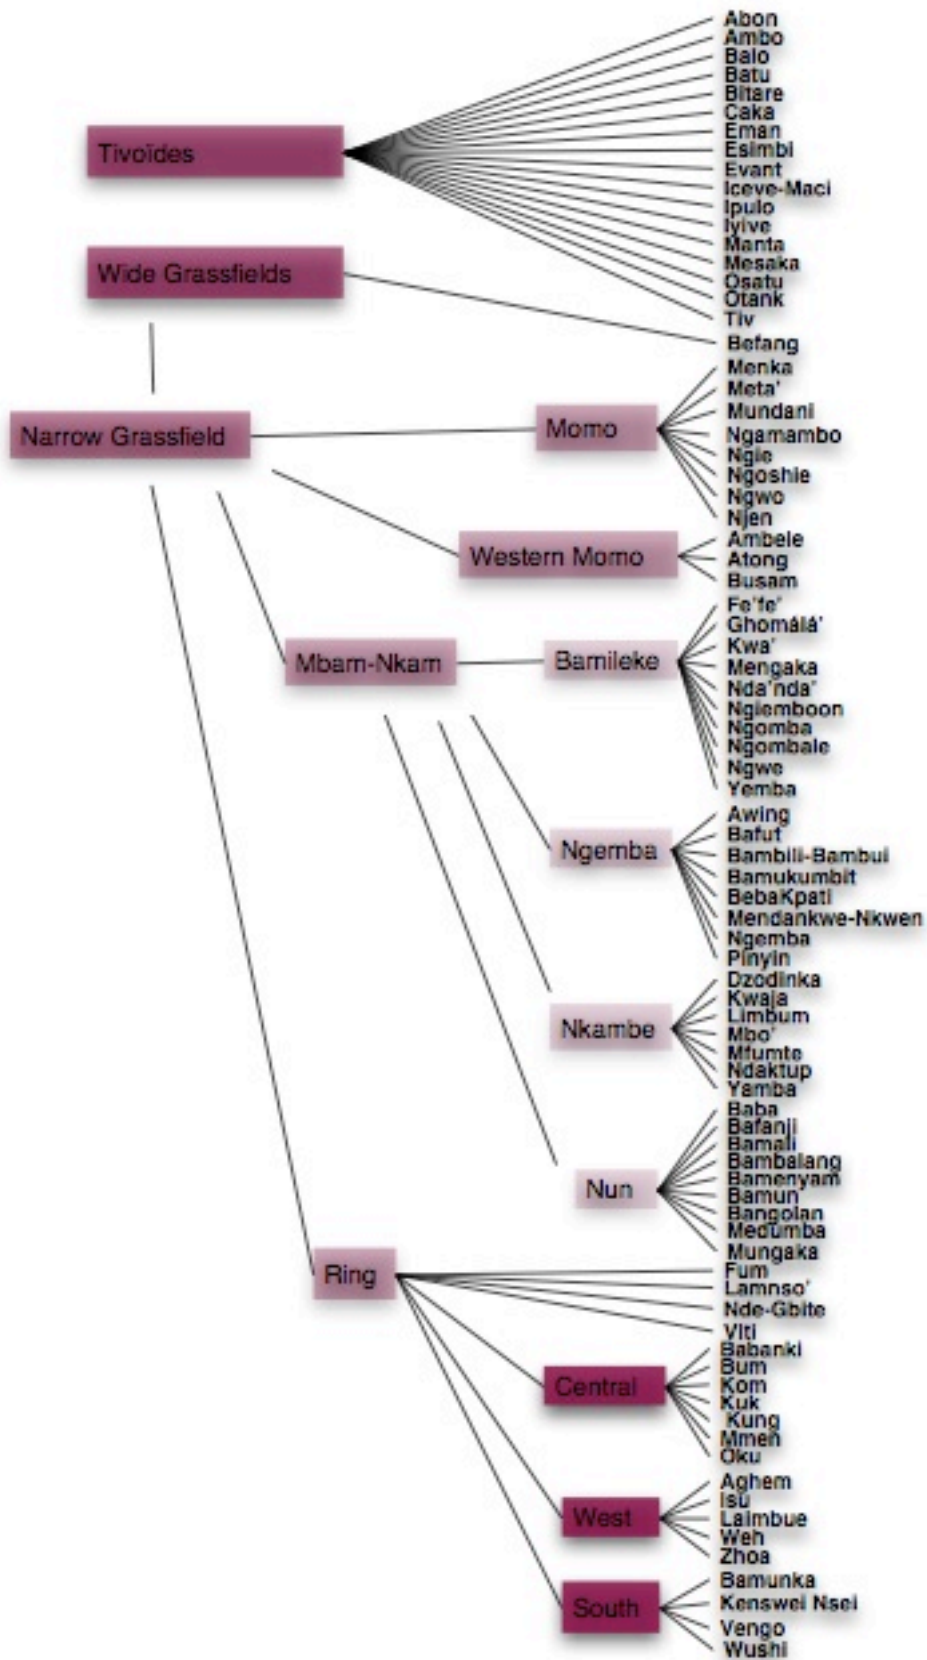 Abon
Ambo
Balo
Batu
Bitare
Caka
Eman
Esimbi
Evant
Iceve-Maci
Ipulo
Iyive
Manta
Mesaka
Osatu
Otank
Tiv
Tivoïdes
Wide Grassfields
Befang
Narrow Grassfield
Momo
Menka
Meta'
Mundani
Ngamambo
Ngie
Ngoshie
Ngwo
Njen
Western Momo
Ambele
Atong
Busam
Mbam-Nkam
Bamileke
Fe'fe'
Ghomálá'
Kwa'
Mengaka
Nda'nda'
Ngiemboon
Ngomba
Ngombale
Ngwe
Yemba
Ngemba
Awing
Bafut
Bambili-Bambui
Bamukumbit
BebaKpati
Mendankwe-Nkwen
Ngemba
Pinyin
Nkambe
Dzodinka
Kwaja
Limbum
Mbo'
Mfumte
Ndaktup
Yamba
Nun
Baba
Bafanji
Bamali
Bambalang
Bamenyam
Bamun
Bangolan
Medumba
Mungaka
Ring
Fum
Lamnso'
Nde-Gbite
Viti
Central
Babanki
Bum
Kom
Kuk
Kung
Mmen
Oku
West
Aghem
Isu
Laimbue
Weh
Zhoa
South
Bamunka
Kenswei Nsei
Vengo
Wushi